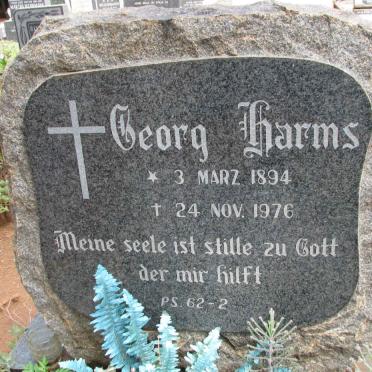 Georg Harms
* 3 MARZ 1894
† 24 NOV. 1976
Meine seele ist stille zu Gott
der mir hilft
PS. 62-2